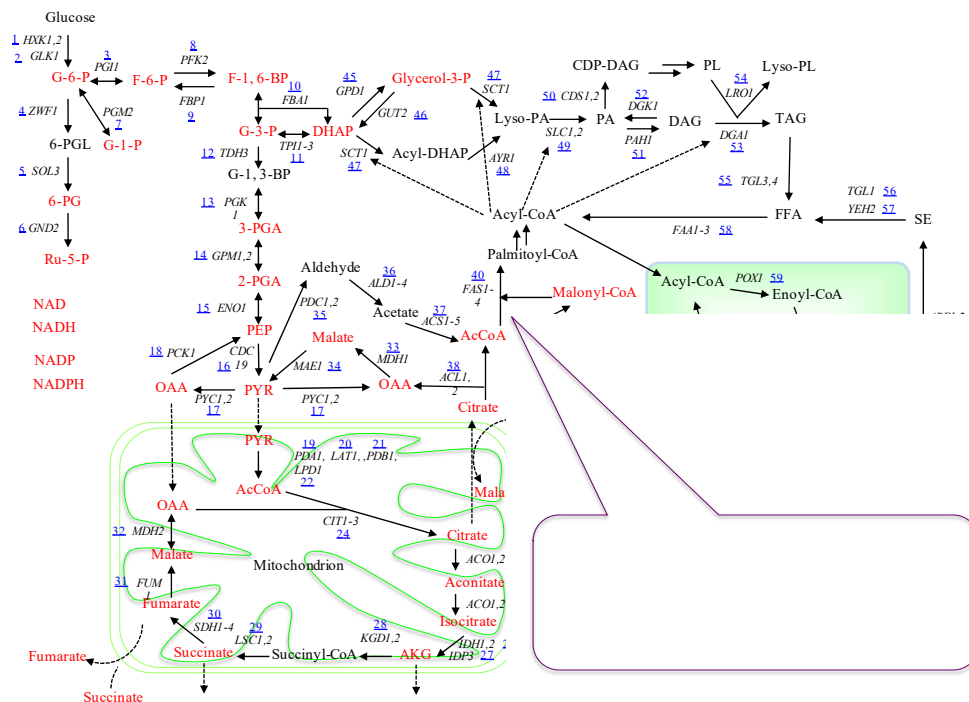 Glucose
1 HXK1,2
2 GLK1
G-6-P
3
PGI1
F-6-P
8
PFK2
FBP1
9
F-1, 6-BP
10
FBA1
45
GPD1
Glycerol-3-P
47
SCT1
GUT2 46
CDP-DAG
PL
54
LRO1
Lyso-PL
50 CDS1,2
52
DGK1
4 ZWF1
PGM2
7
G-1-P
6-PGL
G-3-P
TPI1-3
11
DHAP
Lyso-PA
SLC1,2
49
PA
PAH1
51
DAG
DGA1
53
TAG
12 TDH3
SCT1
47
Acyl-DHAP
AYR1
48
5 SOL3
G-1, 3-BP
55 TGL3,4
TGL1 56
YEH2 57
6-PG
13 PGK
1
6 GND2
3-PGA
Acyl-CoA
FFA
SE
FAA1-3 58
Ru-5-P
14 GPM1,2
Palmitoyl-CoA
Aldehyde
36
ALD1-4
40
FAS1-
4
Malonyl-CoA
Acyl-CoA
POX1 59
Enoyl-CoA
2-PGA
NAD
15 ENO1
PDC1,2
35
Acetate
37
ACS1-5
NADH
PEP
Malate
AcCoA
NADP
18 PCK1
CDC
19
16
MAE1 34
33
MDH1
38
ACL1,
2
NADPH
OAA
PYC1,2
17
PYR
PYC1,2
17
OAA
Citrate
PYR
19 20 21
PDA1, LAT1, ,PDB1,
LPD1
22
AcCoA
Mala
OAA
CIT1-3
24
Citrate
32 MDH2
ACO1,2
Malate
Mitochondrion
Aconitate
31 FUM
1
ACO1,2
Fumarate
Isocitrate
30
SDH1-4
29
LSC1,2
28
KGD1,2
IDH1,2
IDP3 27
Fumarate
Succinate
Succinyl-CoA
AKG
Succinate